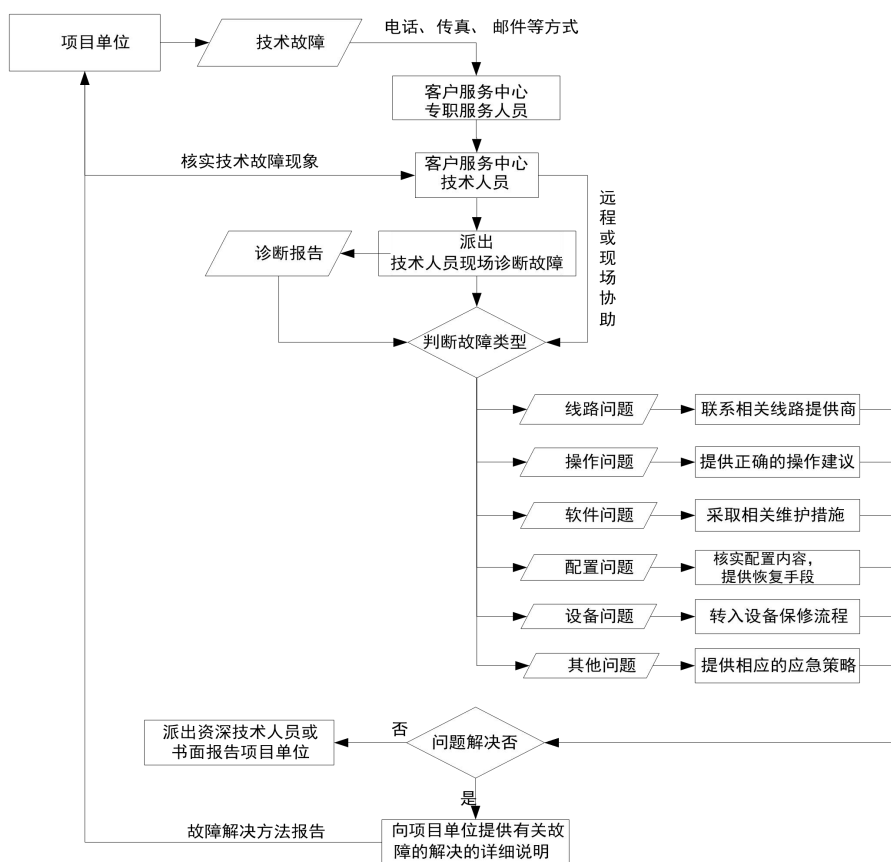 项目单位
技术故障
电话、传真、邮件等方式
客户服务中心
专职服务人员
核实技术故障现象
客户服务中心
技术人员
远程或现场协助
诊断报告
派出
技术人员现场诊断故障
判断故障类型
线路问题
联系相关线路提供商
操作问题
提供正确的操作建议
软件问题
采取相关维护措施
配置问题
核实配置内容，
提供恢复手段
设备问题
转入设备保修流程
其他问题
提供相应的应急策略
派出资深技术人员或
书面报告项目单位
否
问题解决否
是
故障解决方法报告
向项目单位提供有关故
障的解决的详细说明